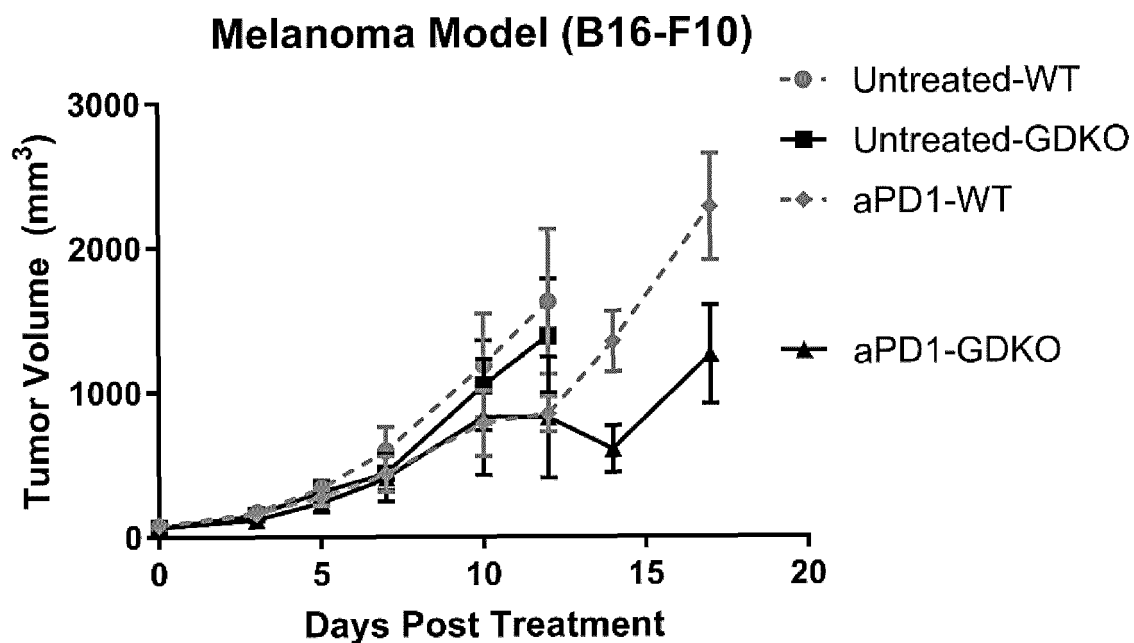 Melanoma Model (B16-F10)
Untreated-WT
Untreated-GDKO
aPD1-WT
aPD1-GDKO
Tumor Volume (mm³)
3000
2000
1000
0
0 5 10 15 20
Days Post Treatment